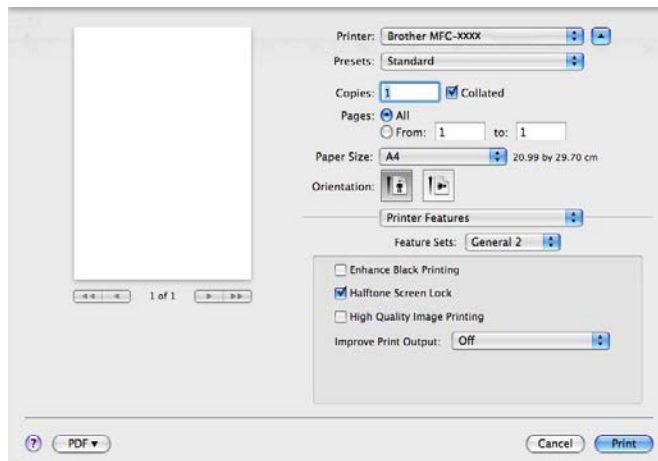 Printer: Brother MFC-xxxx
Presets: Standard
Copies: 1 Collated
Pages: All
From: 1 to: 1
Paper Size: A4 20.99 by 29.70 cm
Orientation:
Printer Features
Feature Sets: General 2
Enhance Black Printing
Halftone Screen Lock
High Quality Image Printing
Improve Print Output: Off
1 of 1
? PDF ▾ Cancel Print